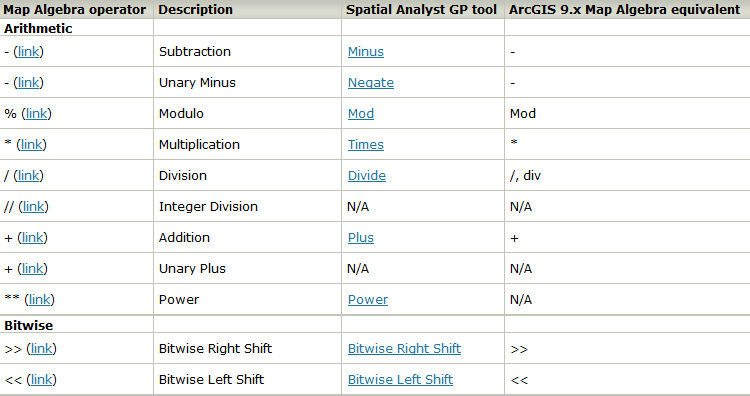 Map Algebra operator Description Spatial Analyst GP tool ArcGIS 9.x Map Algebra equivalent
Arithmetic
- (link) Subtraction Minus -
- (link) Unary Minus Negate -
% (link) Modulo Mod Mod
* (link) Multiplication Times *
/ (link) Division Divide /, div
// (link) Integer Division N/A N/A
+ (link) Addition Plus +
+ (link) Unary Plus N/A N/A
** (link) Power Power N/A
Bitwise
>> (link) Bitwise Right Shift Bitwise Right Shift >>
<< (link) Bitwise Left Shift Bitwise Left Shift <<